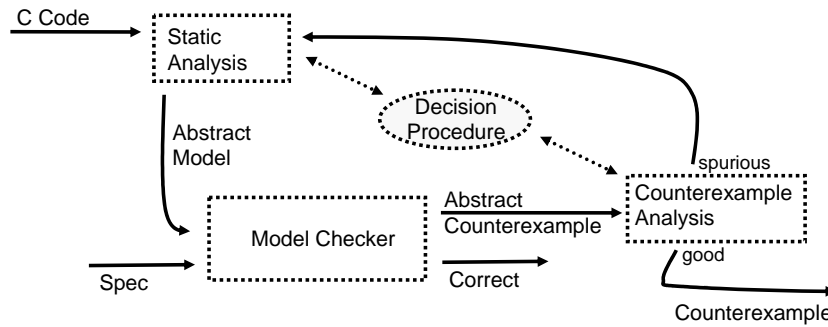 C Code
Static
Analysis
Decision
Procedure
Abstract
Model
spurious
Model Checker
Abstract
Counterexample
Counterexample
Analysis
Spec
Correct
good
Counterexample